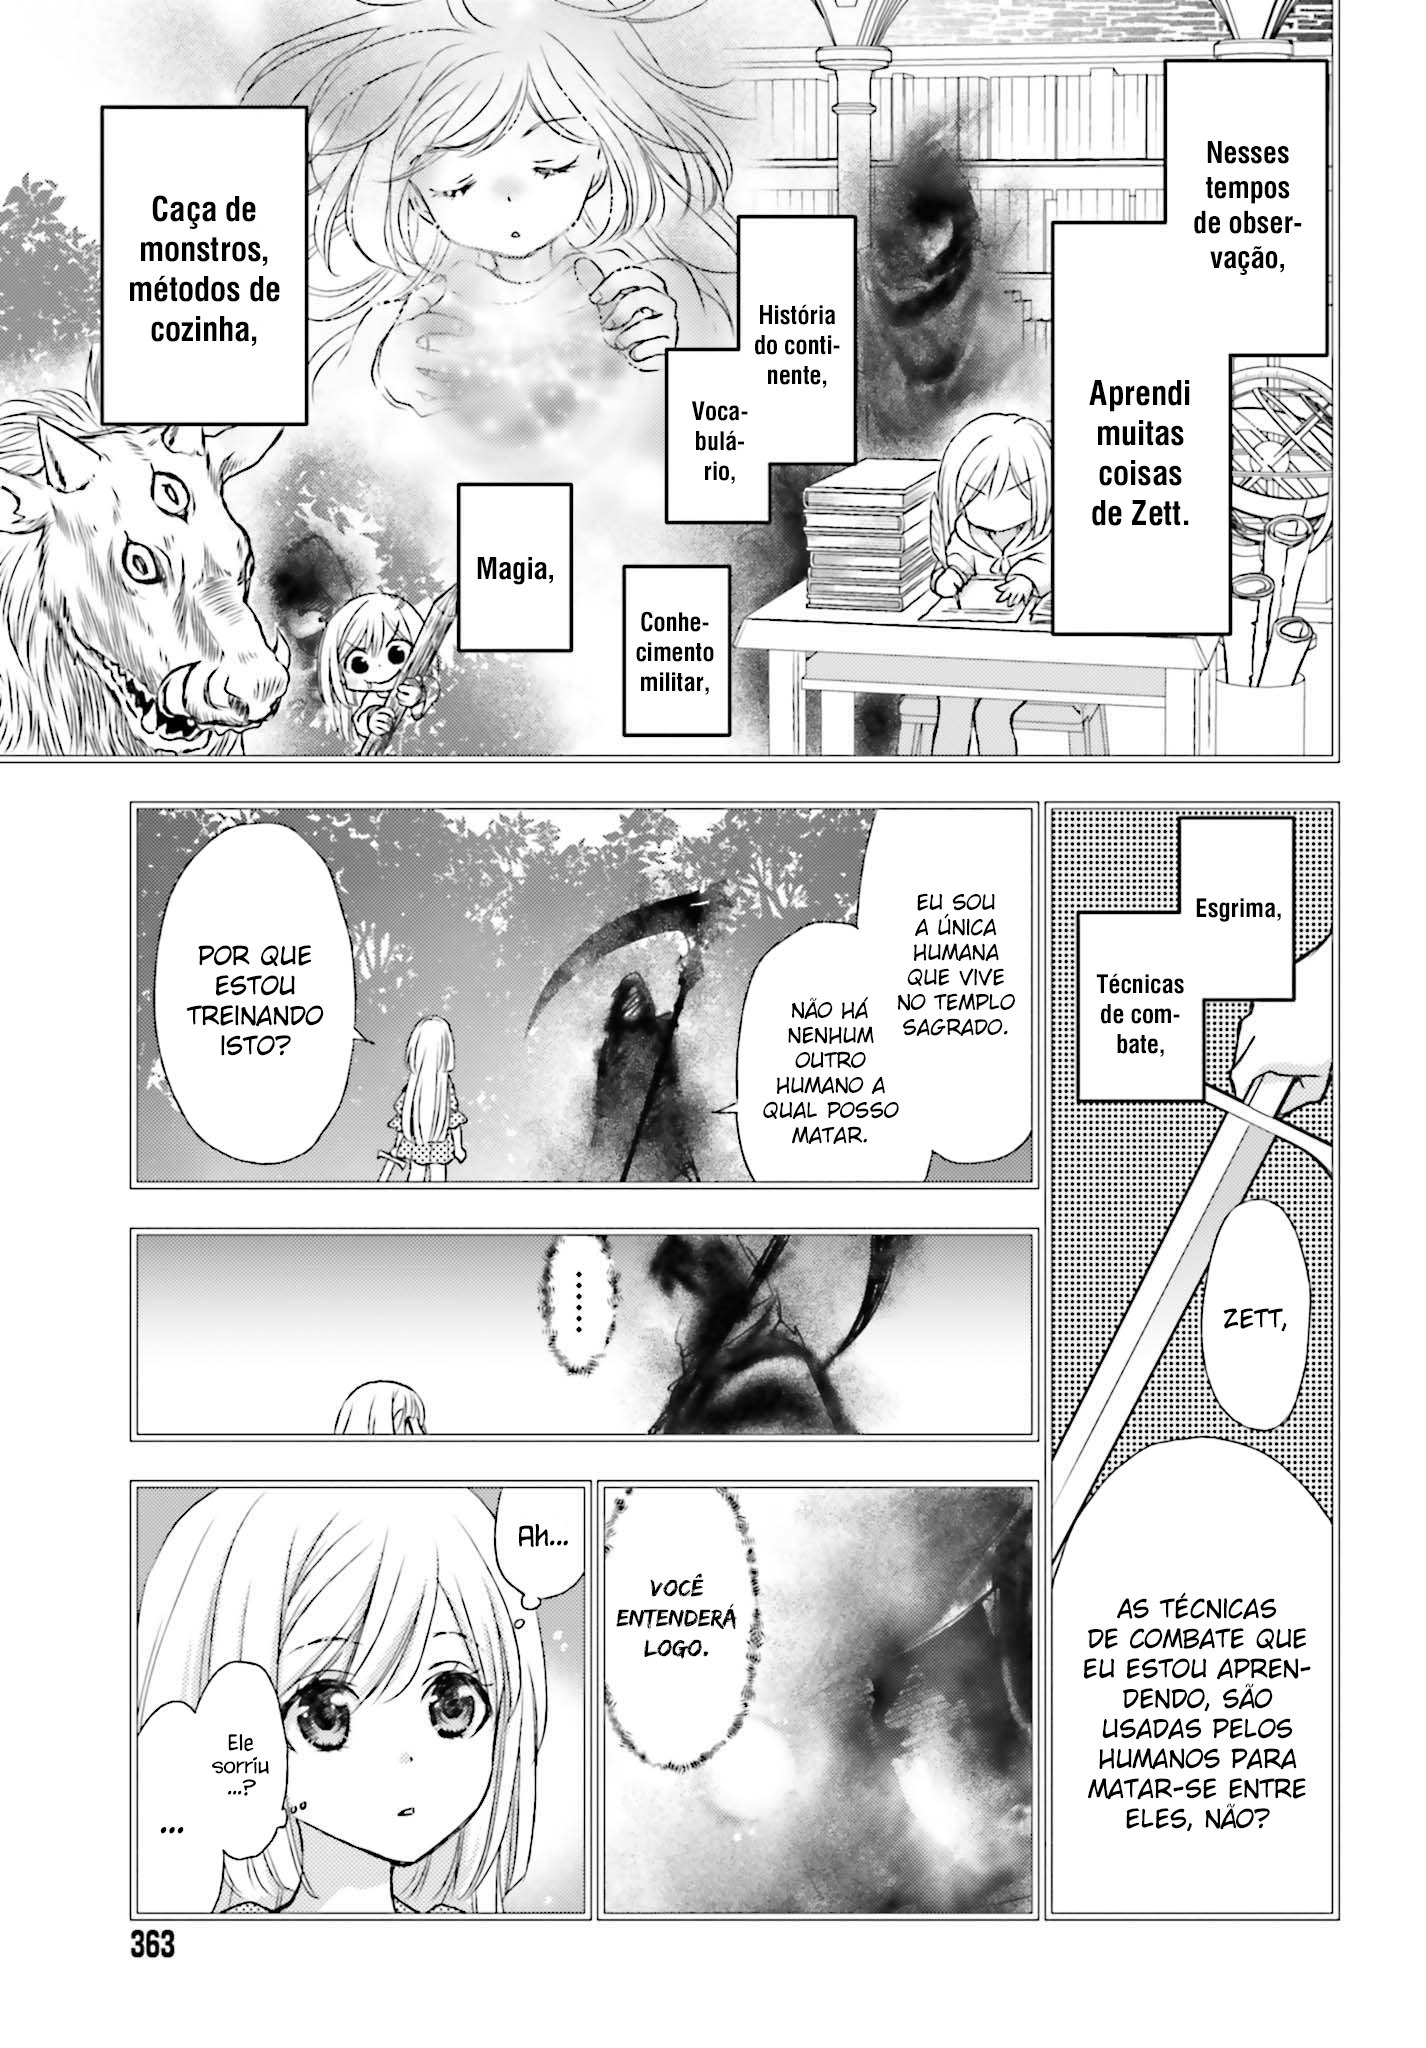 Nesses
tempos
de obser-
vação,
Aprendi
muitas
coisas
de Zett.
História
do conti-
nente,
Voca-
bulá-
rio,
Conhe-
cimento
militar,
Magia,
Caça de
monstros,
métodos de
cozinha,
Esgrima,
Técnicas
de com-
bate,
ZETT,
AS TÉCNICAS
DE COMBATE QUE
EU ESTOU APREN-
DENDO, SÃO
USADAS PELOS
HUMANOS PARA
MATAR-SE ENTRE
ELES, NÃO?
EU SOU
A ÚNICA
HUMANA
QUE VIVE
NO TEMPLO
SAGRADO.
NÃO HÁ
NENHUM
OUTRO
HUMANO A
QUAL POSSO
MATAR.
POR QUE
ESTOU
TREINANDO
ISTO?
.......
VOCÊ
ENTENDERÁ
LOGO.
Ah...
Ele
sorriu
...?
...
363